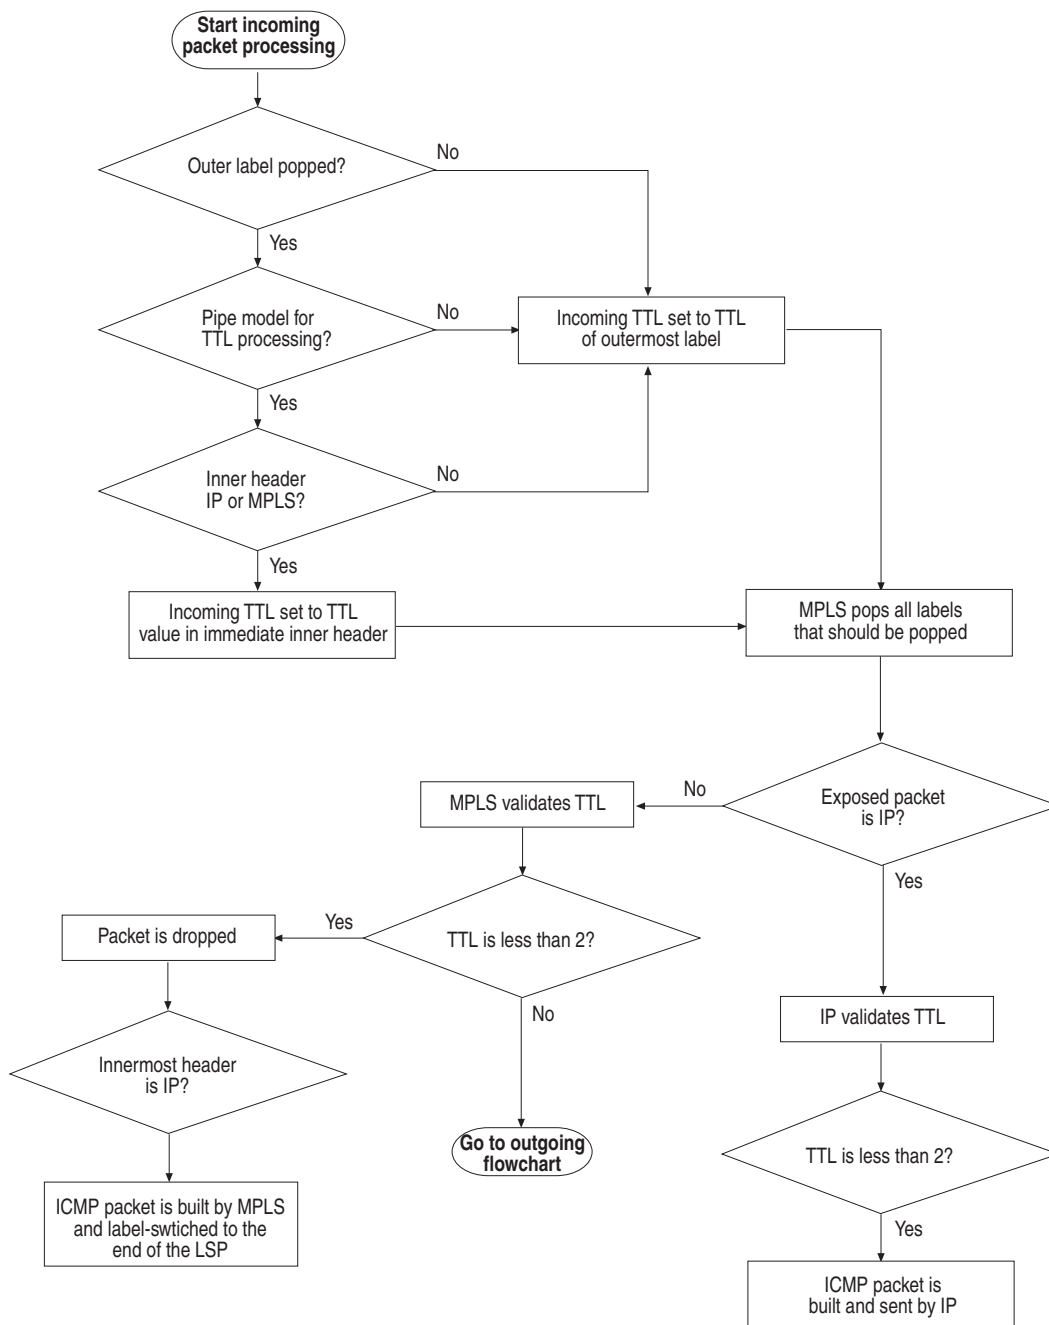 Start incoming
packet processing
Outer label popped?
No
Yes
Pipe model for
TTL processing?
No
Incoming TTL set to TTL
of outermost label
Yes
Inner header
IP or MPLS?
No
Yes
Incoming TTL set to TTL
value in immediate inner header
MPLS pops all labels
that should be popped
Exposed packet
is IP?
No
MPLS validates TTL
Yes
TTL is less than 2?
Yes
Packet is dropped
No
IP validates TTL
Innermost header
is IP?
Go to outgoing
flowchart
TTL is less than 2?
ICMP packet is built by MPLS
and label-swtiched to the
end of the LSP
Yes
ICMP packet is
built and sent by IP